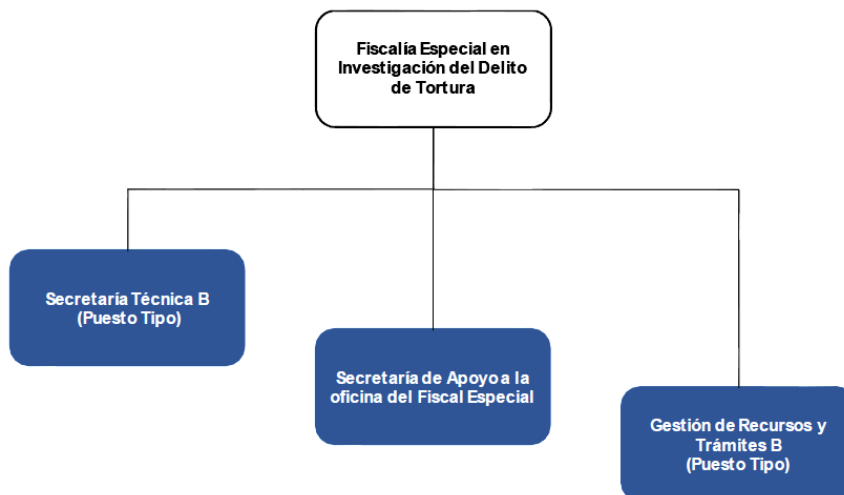 Fiscalía Especial en
Investigación del Delito
de Tortura
Secretaría Técnica B
(Puesto Tipo)
Secretaría de Apoyo a la
oficina del Fiscal Especial
Gestión de Recursos y
Trámites B
(Puesto Tipo)